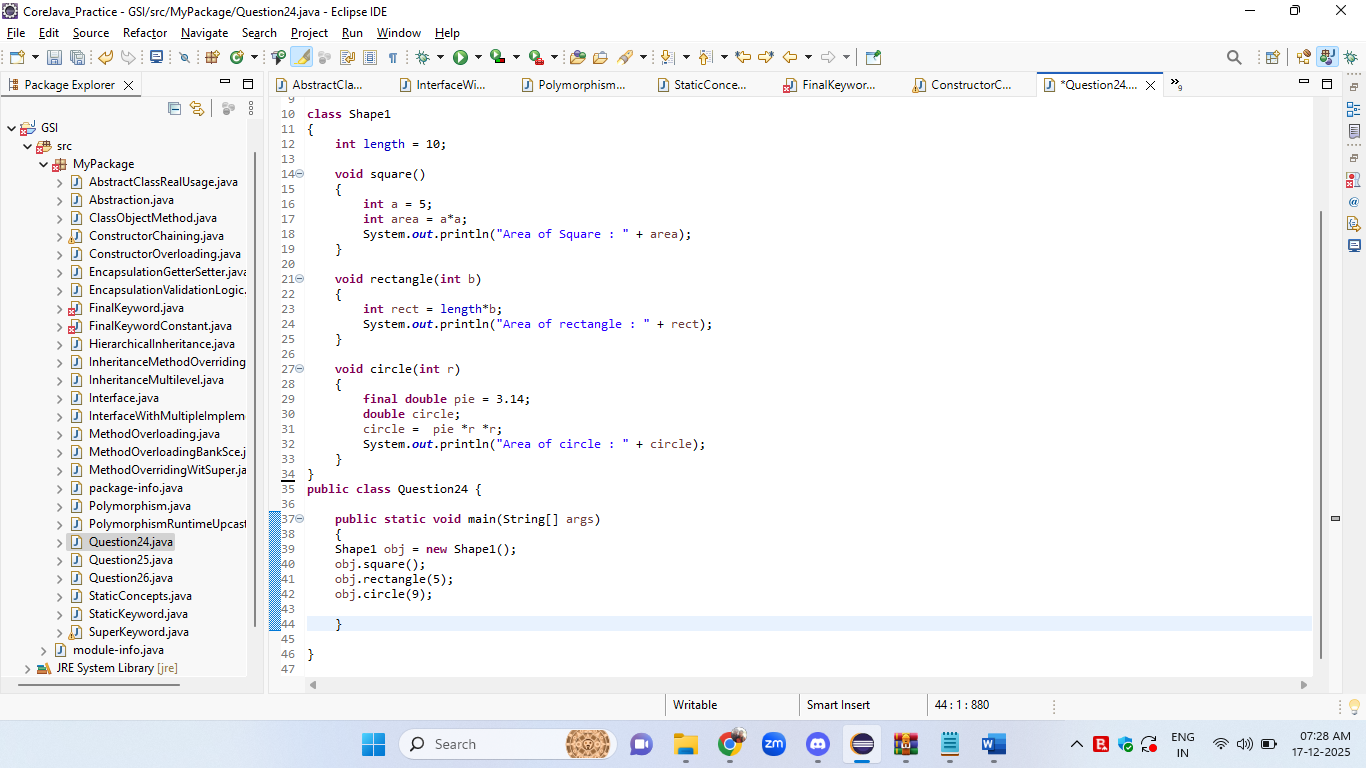 CoreJava_Practice - GSI/src/MyPackage/Question24.java - Eclipse IDE
File Edit Source Refactor Navigate Search Project Run Window Help
Package Explorer
AbstractCla... InterfaceWi... Polymorphism... StaticConce... FinalKeywor... ConstructorC... *Question24.... »9
GSI
src
MyPackage
AbstractClassRealUsage.java
Abstraction.java
ClassObjectMethod.java
ConstructorChaining.java
ConstructorOverloading.java
EncapsulationGetterSetter.java
EncapsulationValidationLogic.
FinalKeyword.java
FinalKeywordConstant.java
HierarchicalInheritance.java
InheritanceMethodOverriding
InheritanceMultilevel.java
Interface.java
InterfaceWithMultipleImplem
MethodOverloading.java
MethodOverloadingBankSce.j
MethodOverridingWitSuper.ja
package-info.java
Polymorphism.java
PolymorphismRuntimeUpcast
Question24.java
Question25.java
Question26.java
StaticConcepts.java
StaticKeyword.java
SuperKeyword.java
module-info.java
JRE System Library [jre]
9
10 class Shape1
11 {
12 int length = 10;
13
14 void square()
15 {
16 int a = 5;
17 int area = a*a;
18 System.out.println("Area of Square : " + area);
19 }
20
21 void rectangle(int b)
22 {
23 int rect = length*b;
24 System.out.println("Area of rectangle : " + rect);
25 }
26
27 void circle(int r)
28 {
29 final double pie = 3.14;
30 double circle;
31 circle =  pie *r *r;
32 System.out.println("Area of circle : " + circle);
33 }
34 }
35 public class Question24 {
36
37 public static void main(String[] args)
38 {
39 Shape1 obj = new Shape1();
40 obj.square();
41 obj.rectangle(5);
42 obj.circle(9);
43
44 }
45
46 }
47
Writable Smart Insert 44 : 1 : 880
Search
zm
ENG
IN
07:28 AM
17-12-2025